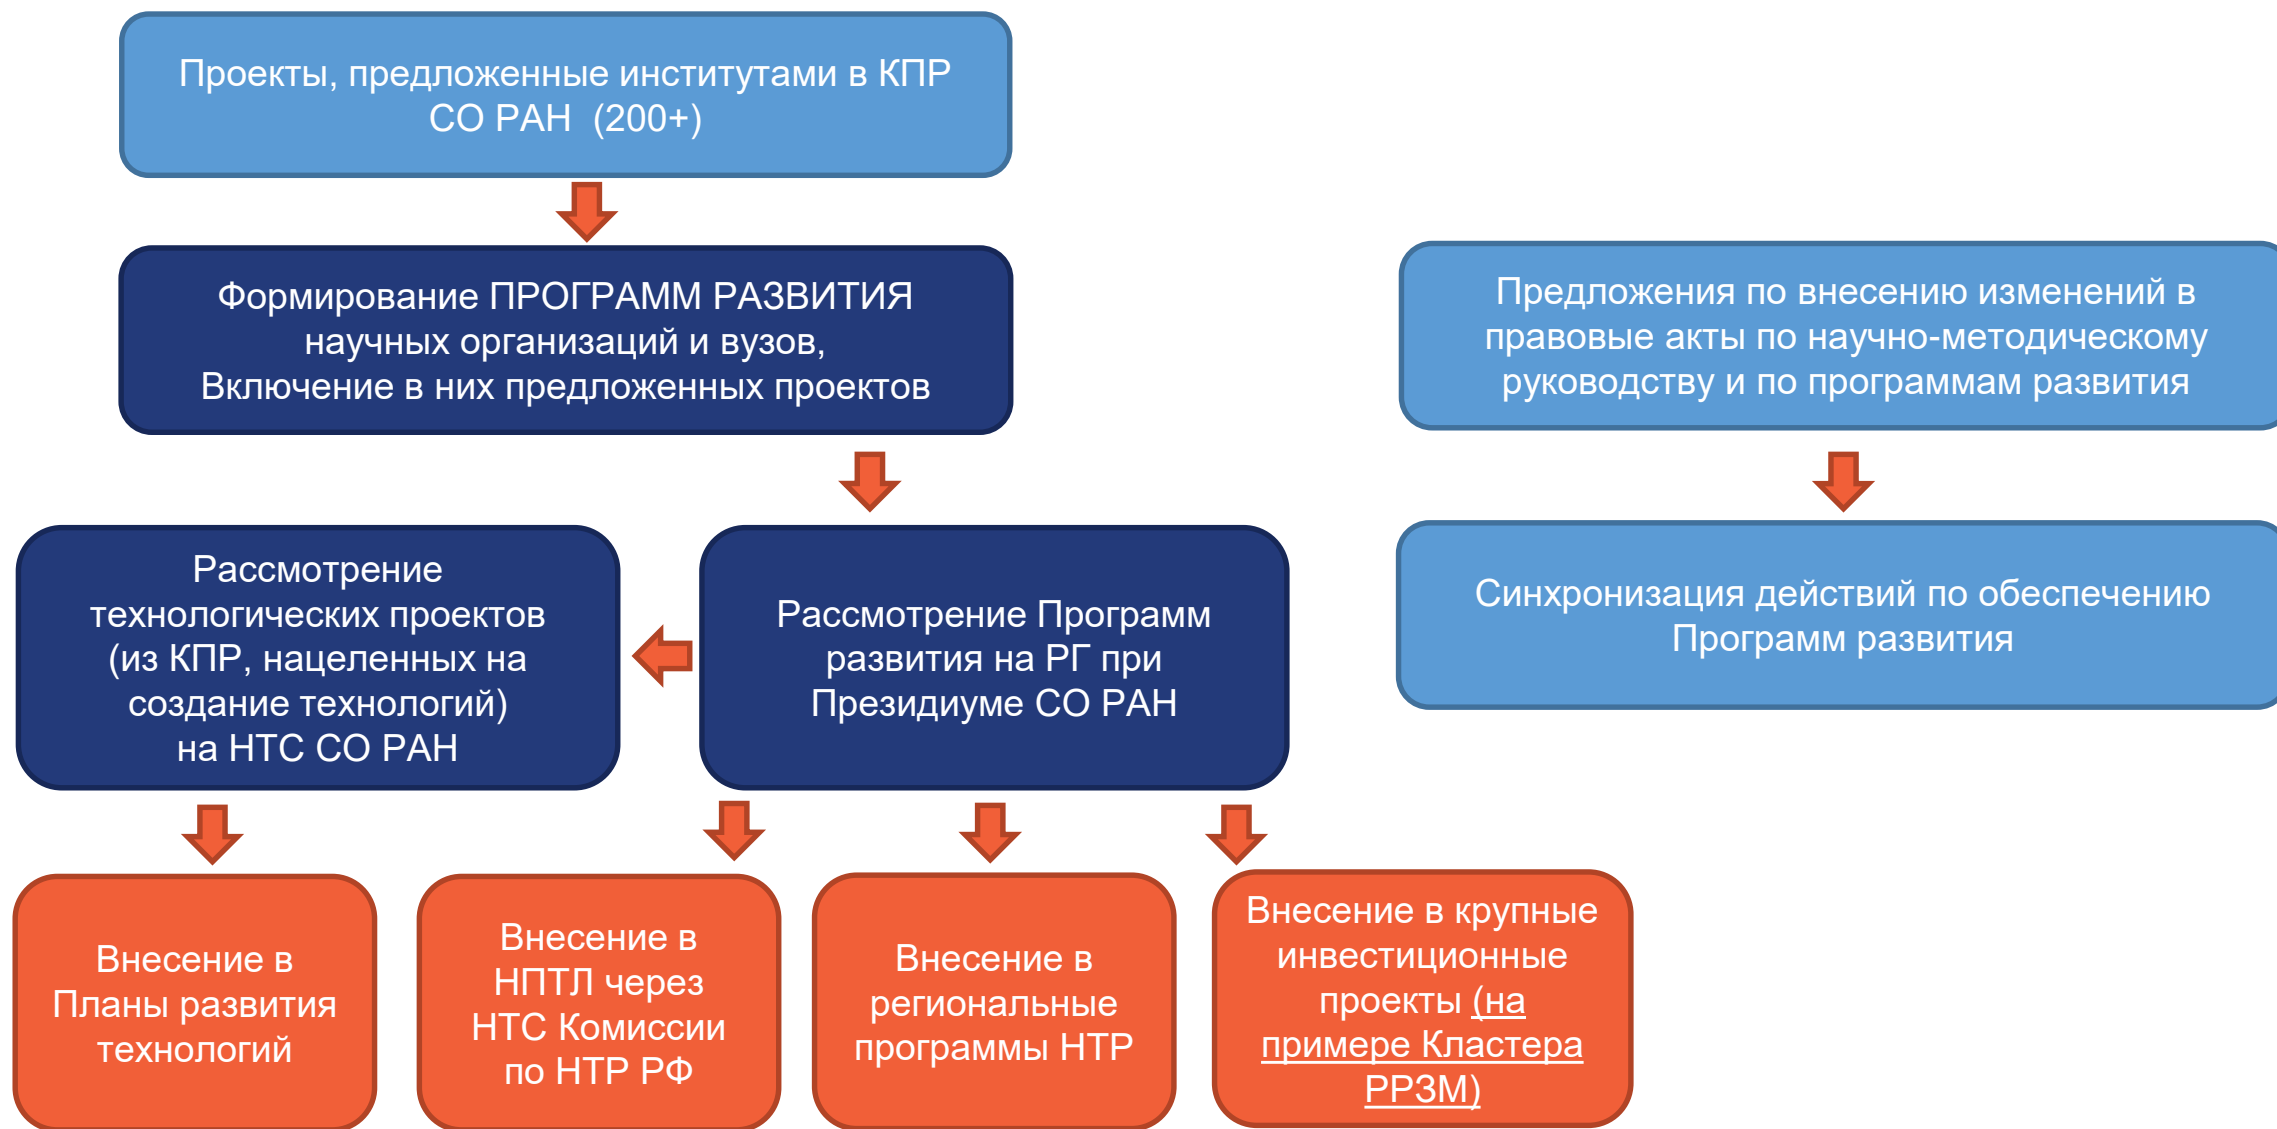 Проекты, предложенные институтами в КПР
СО РАН  (200+)
Формирование ПРОГРАММ РАЗВИТИЯ
научных организаций и вузов,
Включение в них предложенных проектов
Предложения по внесению изменений в
правовые акты по научно-методическому
руководству и по программам развития
Рассмотрение
технологических проектов
(из КПР, нацеленных на
создание технологий)
на НТС СО РАН
Рассмотрение Программ
развития на РГ при
Президиуме СО РАН
Синхронизация действий по обеспечению
Программ развития
Внесение в
Планы развития
технологий
Внесение в
НПТЛ через
НТС Комиссии
по НТР РФ
Внесение в
региональные
программы НТР
Внесение в крупные
инвестиционные
проекты (на
примере Кластера
РРЗМ)